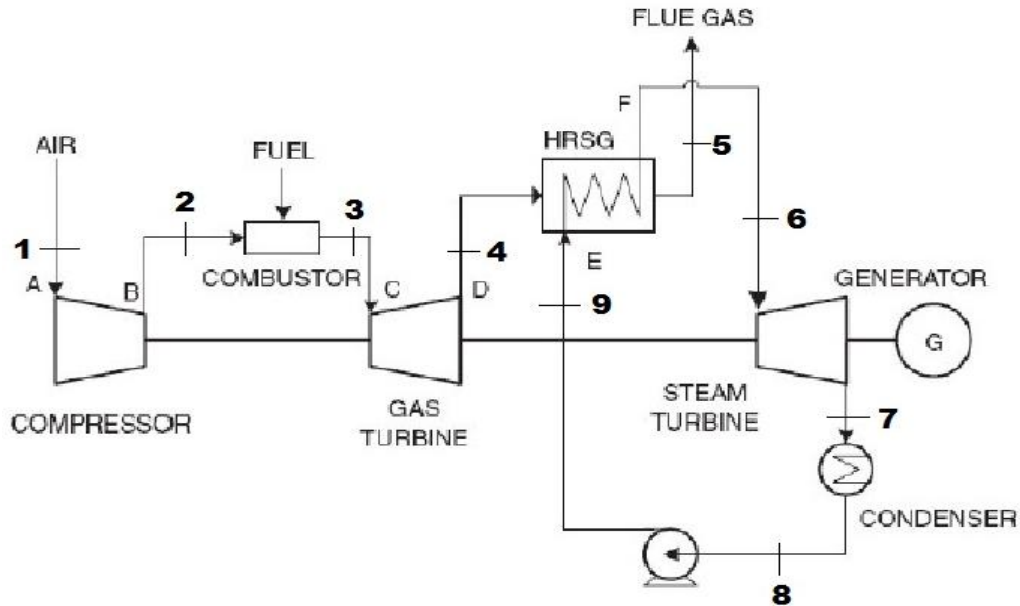 FLUE GAS
F
HRSG
5
AIR
FUEL
2
3
6
1
4
E
GENERATOR
A
B
COMBUSTOR
C
D
9
G
COMPRESSOR
GAS
TURBINE
STEAM
TURBINE
7
CONDENSER
8